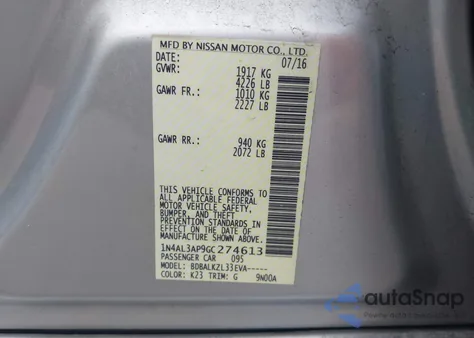 MFD BY NISSAN MOTOR CO., LTD.
DATE: 07/16
GVWR: 1917 KG
4226 LB
GAWR FR.: 1010 KG
2227 LB
GAWR RR.: 940 KG
2072 LB
THIS VEHICLE CONFORMS TO
ALL APPLICABLE FEDERAL
MOTOR VEHICLE SAFETY,
BUMPER, AND THEFT
PREVENTION STANDARDS IN
EFFECT ON THE DATE OF
MANUFACTURE SHOWN ABOVE.
1N4AL3AP9GC274613
PASSENGER CAR 095
MODEL: BDBALKZL33EVA-----
COLOR: K23 TRIM: G 9N00A
autoSnap